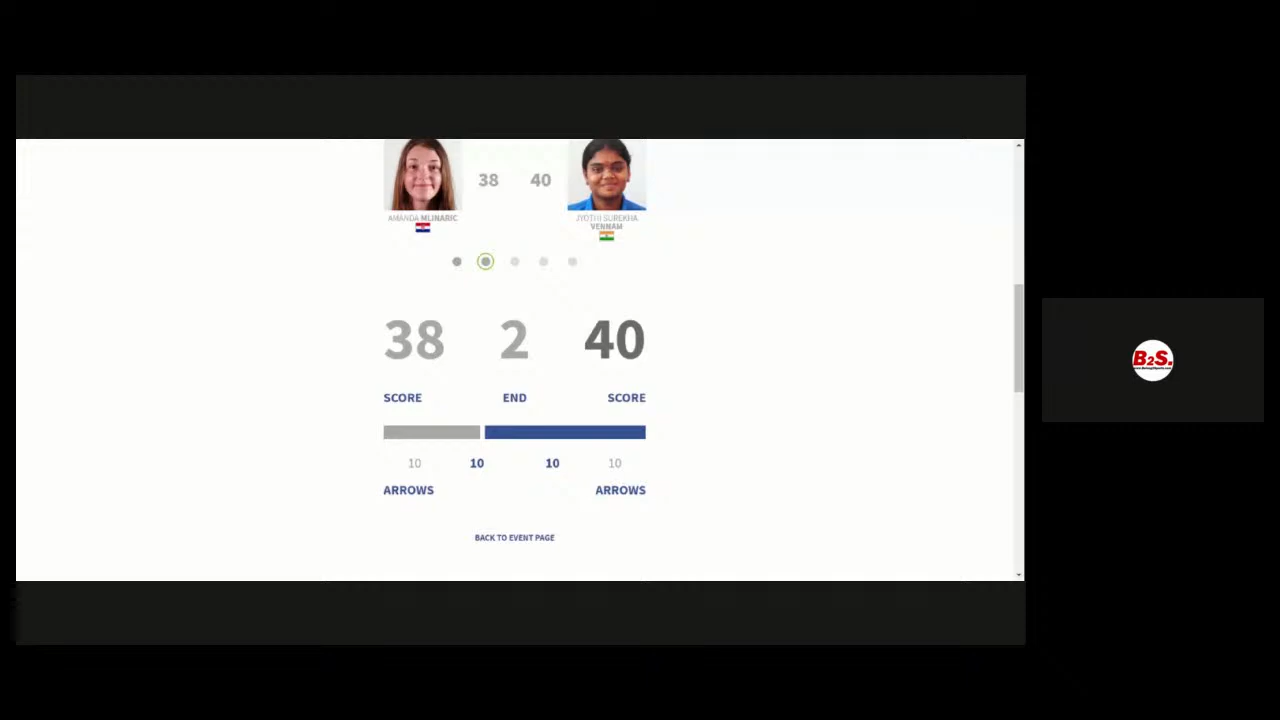 38 40
AMANDA MLINARIC
JYOTHI SUREKHA
VENNAM
38 2 40
SCORE END SCORE
10 10 10 10
ARROWS ARROWS
BACK TO EVENT PAGE
B2S.